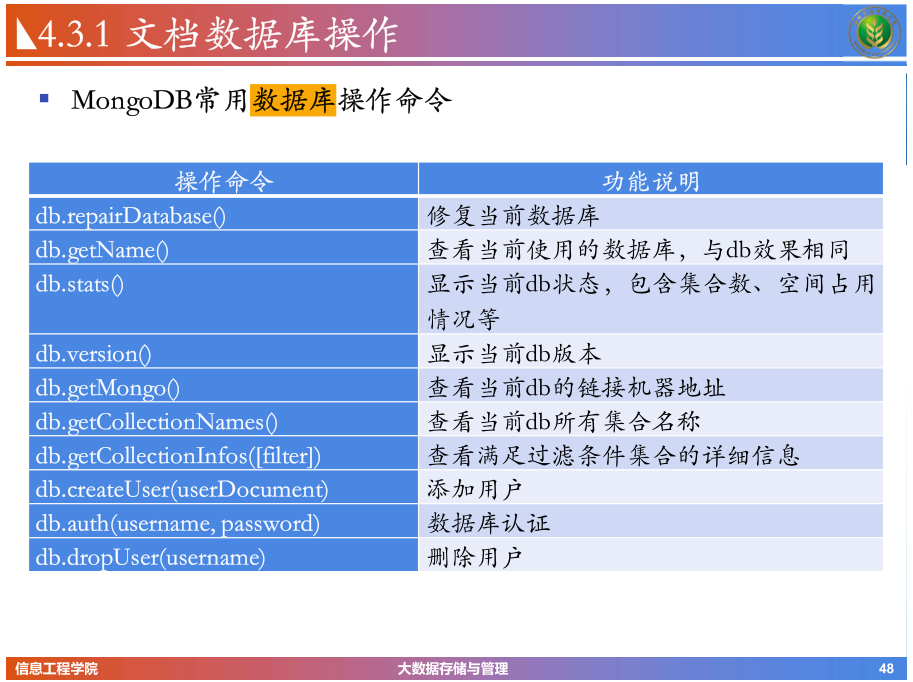 4.3.1 文档数据库操作
MongoDB常用数据库操作命令
操作命令 功能说明
db.repairDatabase() 修复当前数据库
db.getName() 查看当前使用的数据库，与db效果相同
db.stats() 显示当前db状态，包含集合数、空间占用
情况等
db.version() 显示当前db版本
db.getMongo() 查看当前db的链接机器地址
db.getCollectionNames() 查看当前db所有集合名称
db.getCollectionInfos([filter]) 查看满足过滤条件集合的详细信息
db.createUser(userDocument) 添加用户
db.auth(username, password) 数据库认证
db.dropUser(username) 删除用户
信息工程学院 大数据存储与管理 48